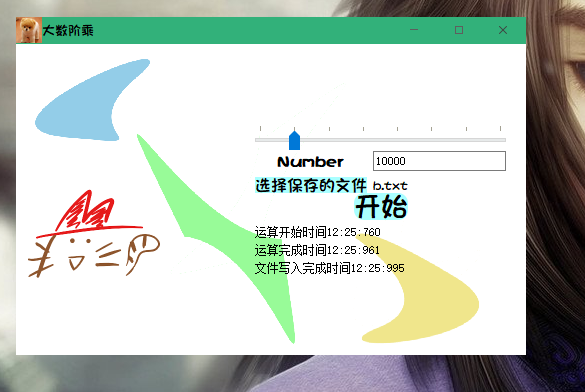 大数阶乘
Number 10000
选择保存的文件 b.txt
开始
运算开始时间12:25:760
运算完成时间12:25:961
文件写入完成时间12:25:995